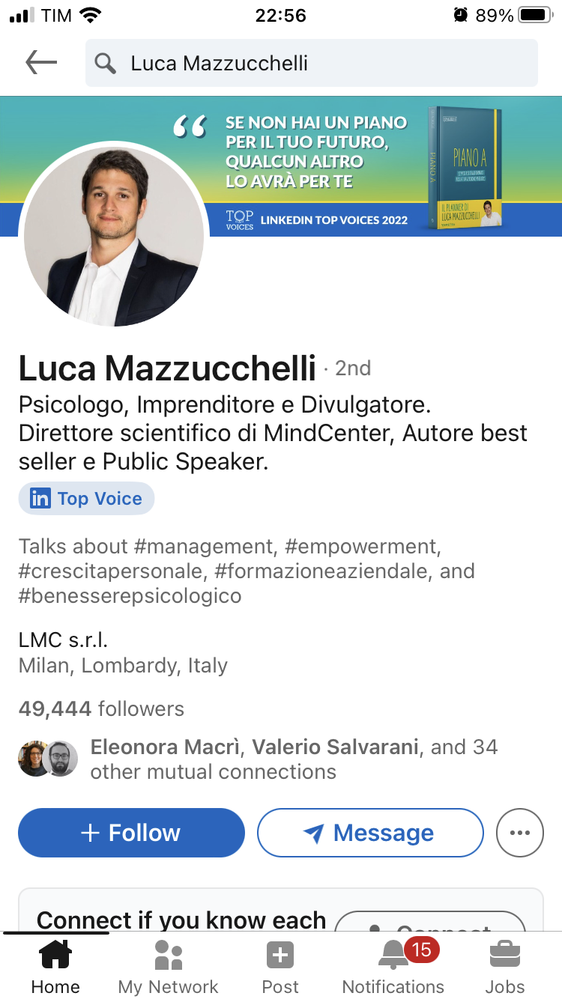 TIM
22:56
89%
Luca Mazzucchelli
“
SE NON HAI UN PIANO
PER IL TUO FUTURO,
QUALCUN ALTRO
LO AVRÀ PER TE
TOP
VOICES
LINKEDIN TOP VOICES 2022
PIANO A
PIANO A
IL PLANNER DI
LUCA MAZZUCCHELLI
Luca Mazzucchelli · 2nd
Psicologo, Imprenditore e Divulgatore.
Direttore scientifico di MindCenter, Autore best
seller e Public Speaker.
in Top Voice
Talks about #management, #empowerment,
#crescitapersonale, #formazioneaziendale, and
#benesserepsicologico
LMC s.r.l.
Milan, Lombardy, Italy
49,444 followers
Eleonora Macrì, Valerio Salvarani, and 34
other mutual connections
+ Follow
Message
Connect if you know each
Connect
Home
My Network
Post
Notifications
15
Jobs